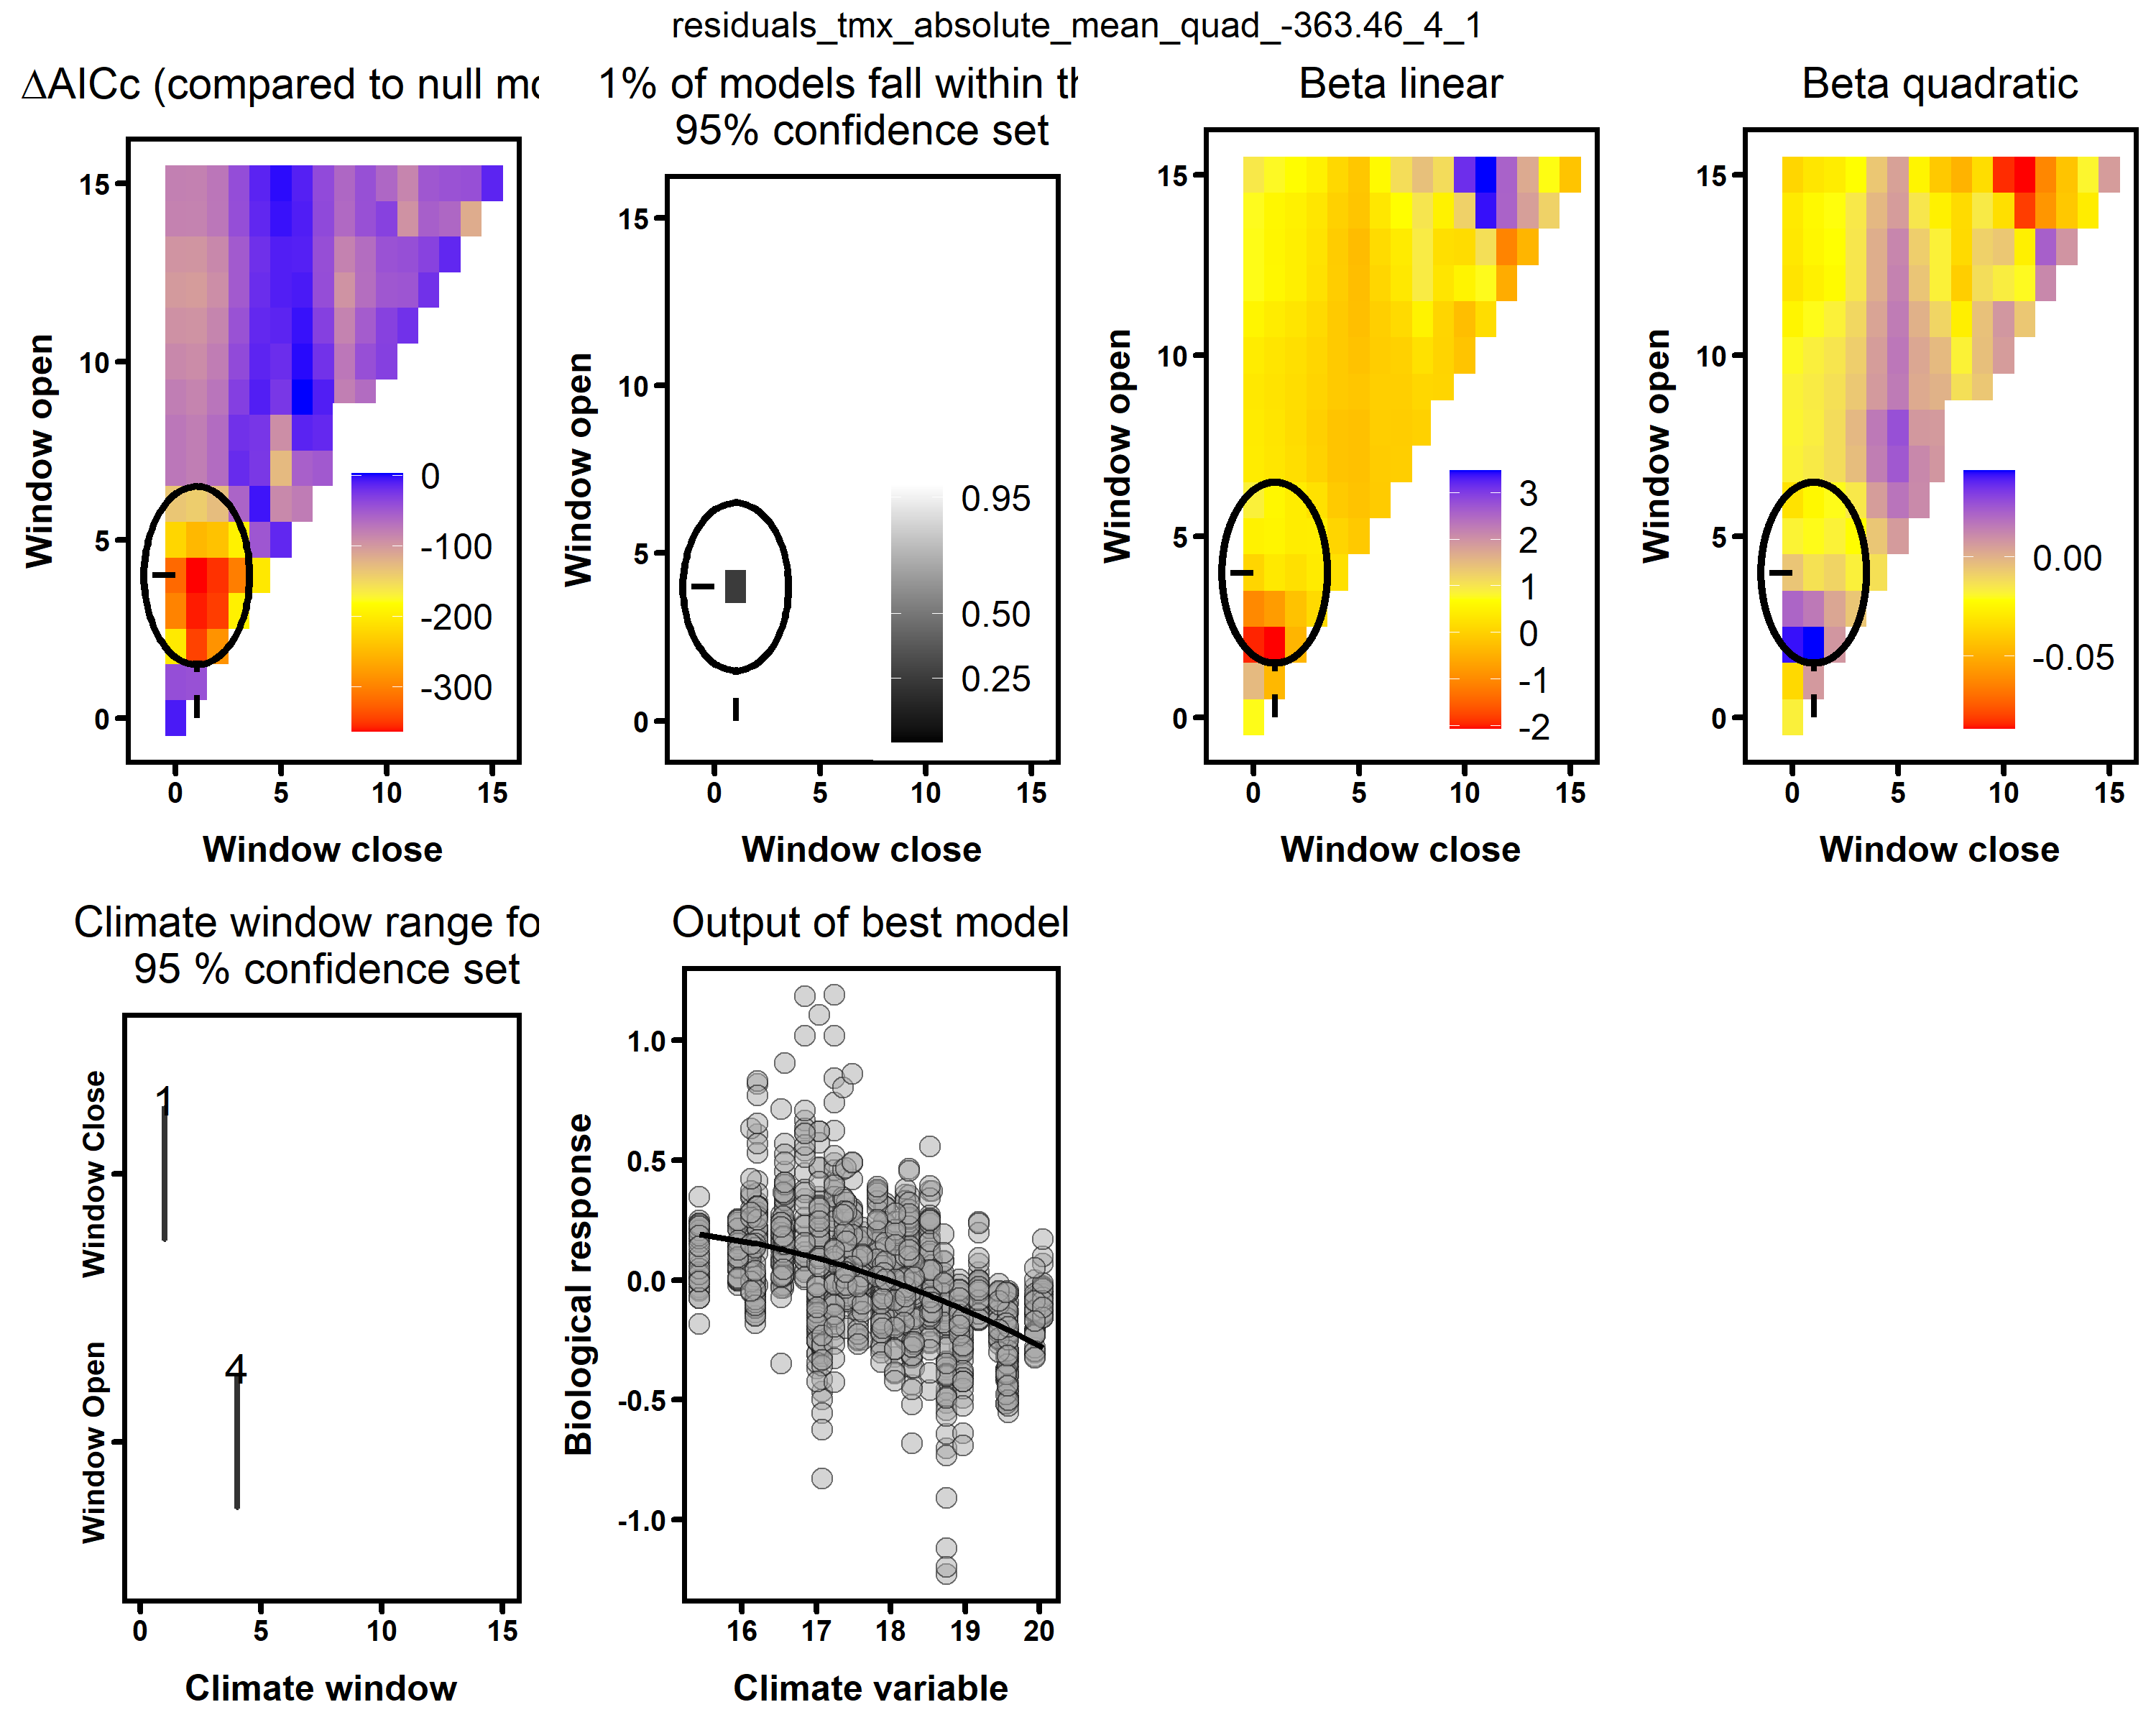 residuals_tmx_absolute_mean_quad_-363.46_4_1
ΔAICc (compared to null mo
15
10
5
0
0
-100
-200
-300
0 5 10 15
Window open
Window close
1% of models fall within th
95% confidence set
15
10
5
0
0.95
0.50
0.25
0 5 10 15
Window open
Window close
Beta linear
15
10
5
0
3
2
1
0
-1
-2
0 5 10 15
Window open
Window close
Beta quadratic
15
10
5
0
0.00
-0.05
0 5 10 15
Window open
Window close
Climate window range fo
95 % confidence set
Window Close
Window Open
1
4
0 5 10 15
Climate window
Output of best model
1.0
0.5
0.0
-0.5
-1.0
16 17 18 19 20
Biological response
Climate variable